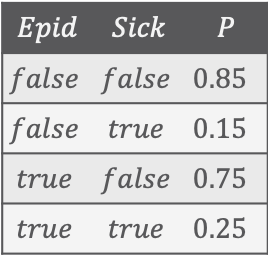 Epid Sick P
false false 0.85
false true 0.15
true false 0.75
true true 0.25